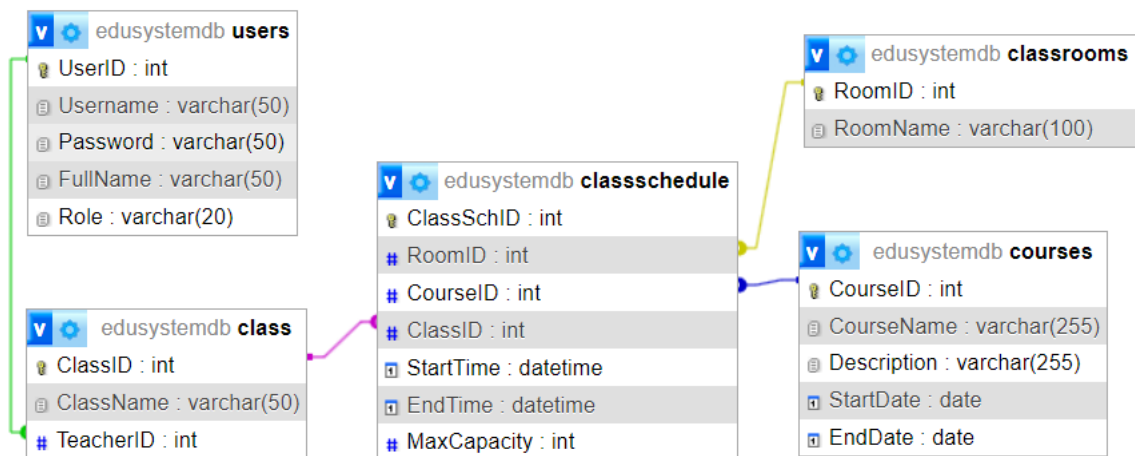 edusystemdb users
UserID : int
Username : varchar(50)
Password : varchar(50)
FullName : varchar(50)
Role : varchar(20)
edusystemdb class
ClassID : int
ClassName : varchar(50)
TeacherID : int
edusystemdb classschedule
ClassSchID : int
RoomID : int
CourseID : int
ClassID : int
StartTime : datetime
EndTime : datetime
MaxCapacity : int
edusystemdb classrooms
RoomID : int
RoomName : varchar(100)
edusystemdb courses
CourseID : int
CourseName : varchar(255)
Description : varchar(255)
StartDate : date
EndDate : date